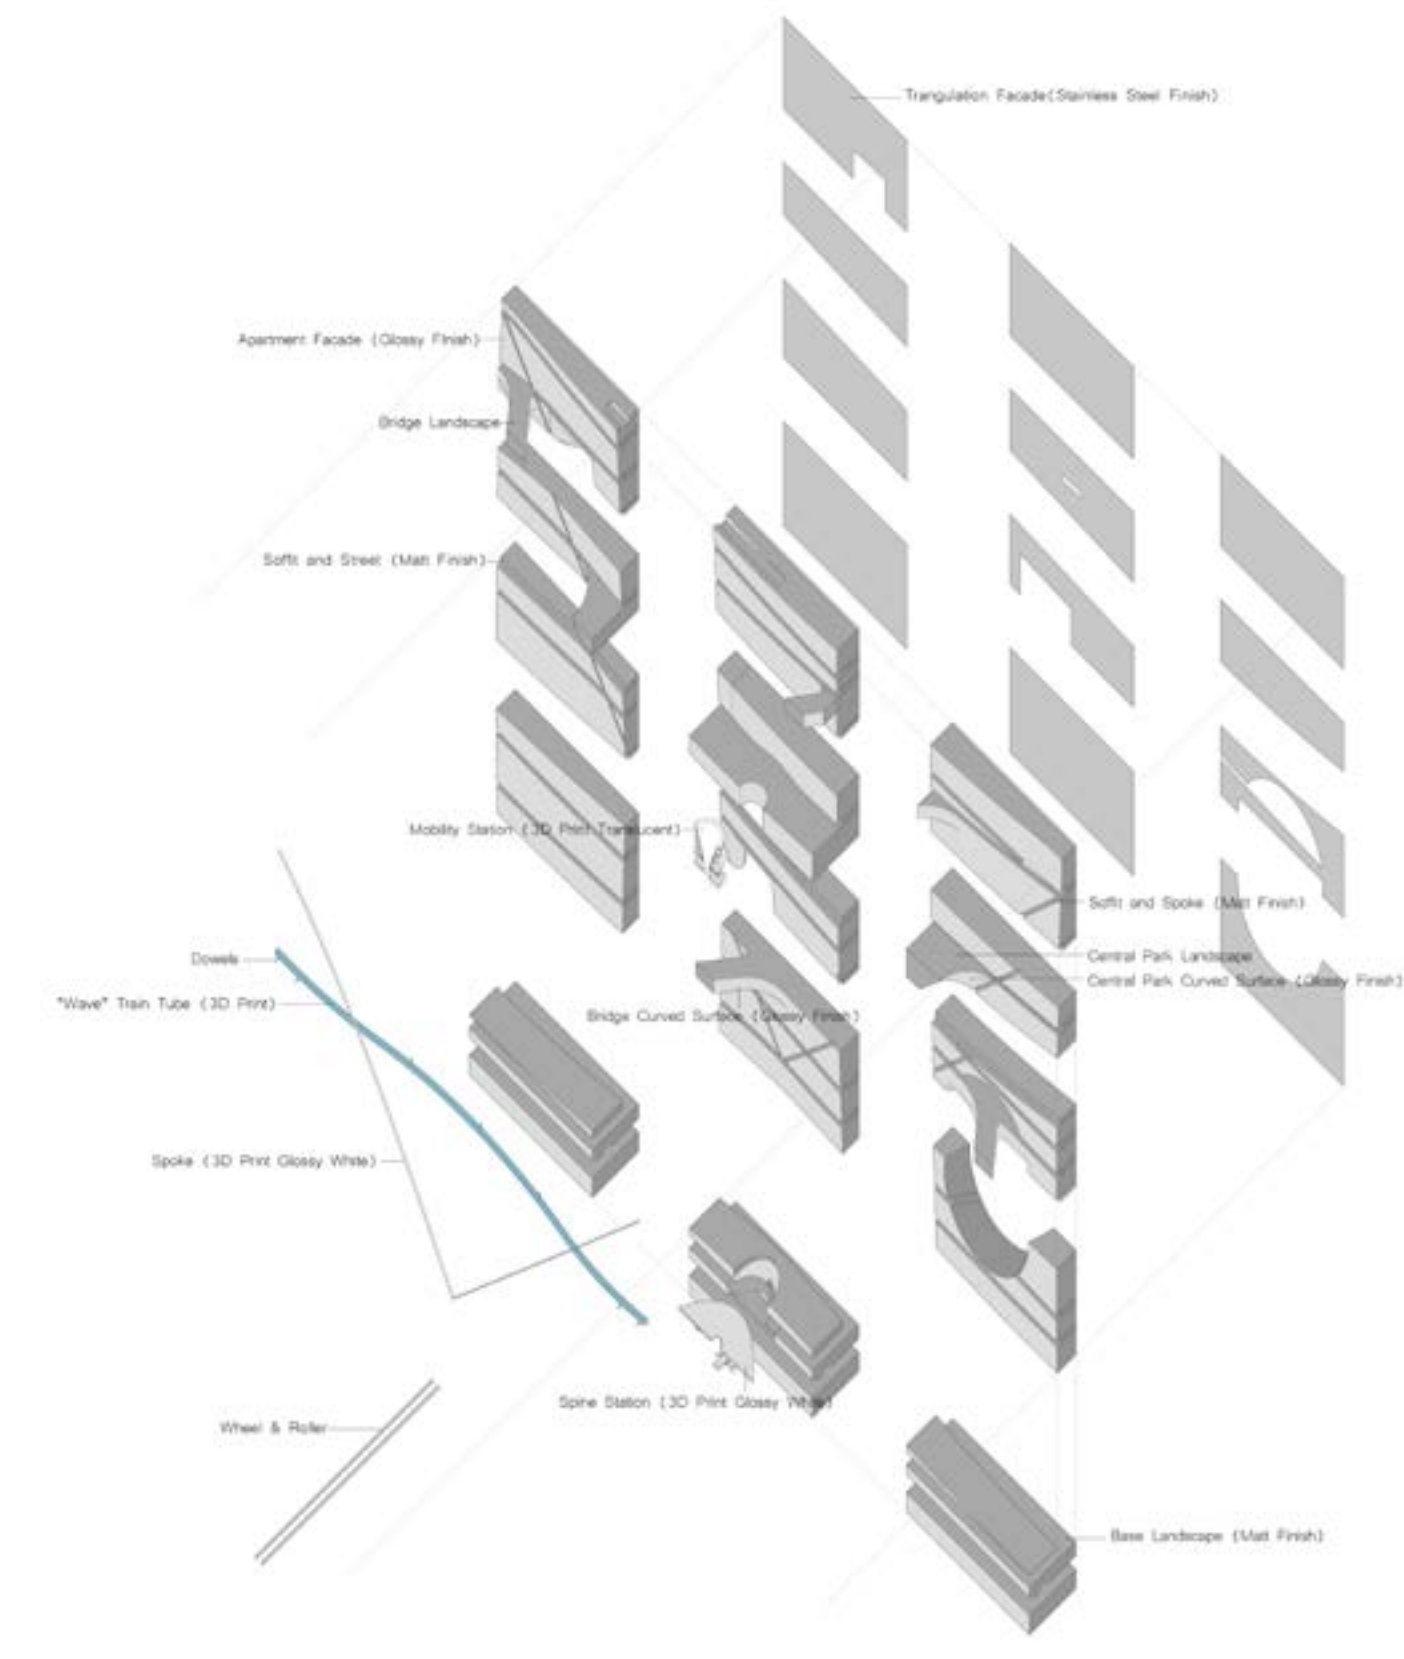 Trangulation Facade(Stainless Steel Finish)
Apartment Facade (Glossy Finish)
Bridge Landscape
Soffit and Street (Matt Finish)
Mobility Station (3D Print Translucent)
Soffit and Spoke (Matt Finish)
Central Park Landscape
Dowels
Central Park Curved Surface (Glossy Finish)
"Wave" Train Tube (3D Print)
Bridge Curved Surface (Glossy Finish)
Spoke (3D Print Glossy White)
Spine Station (3D Print Glossy White)
Wheel & Roller
Base Landscape (Matt Finish)